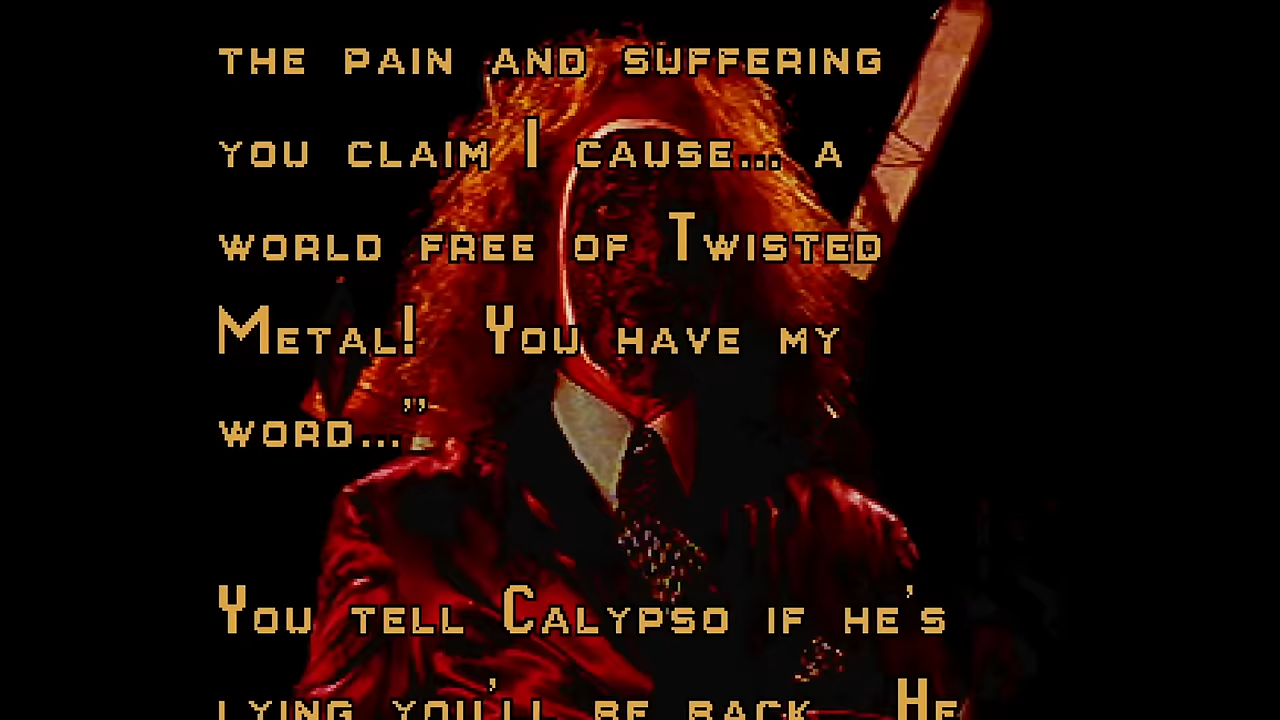 the pain and suffering
you claim I cause... a
world free of Twisted
Metal! You have my
word..."
You tell Calypso if he's
lying you'll be back. He